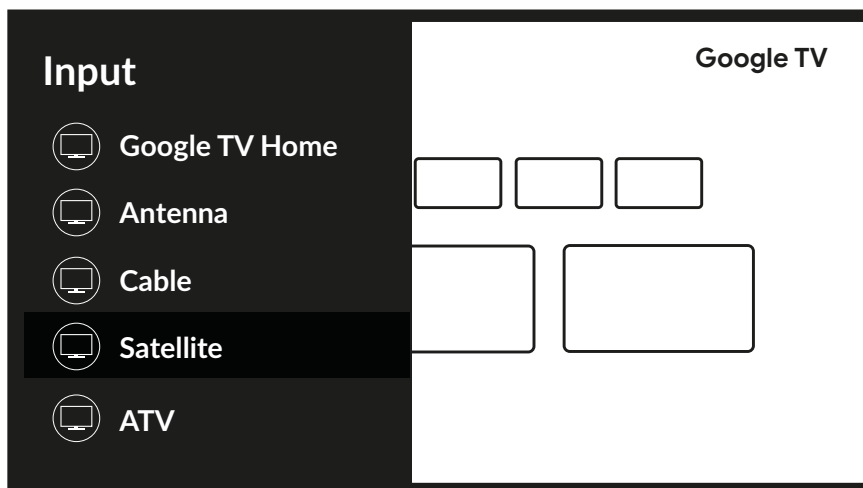 Input
Google TV
Google TV Home
Antenna
Cable
Satellite
ATV